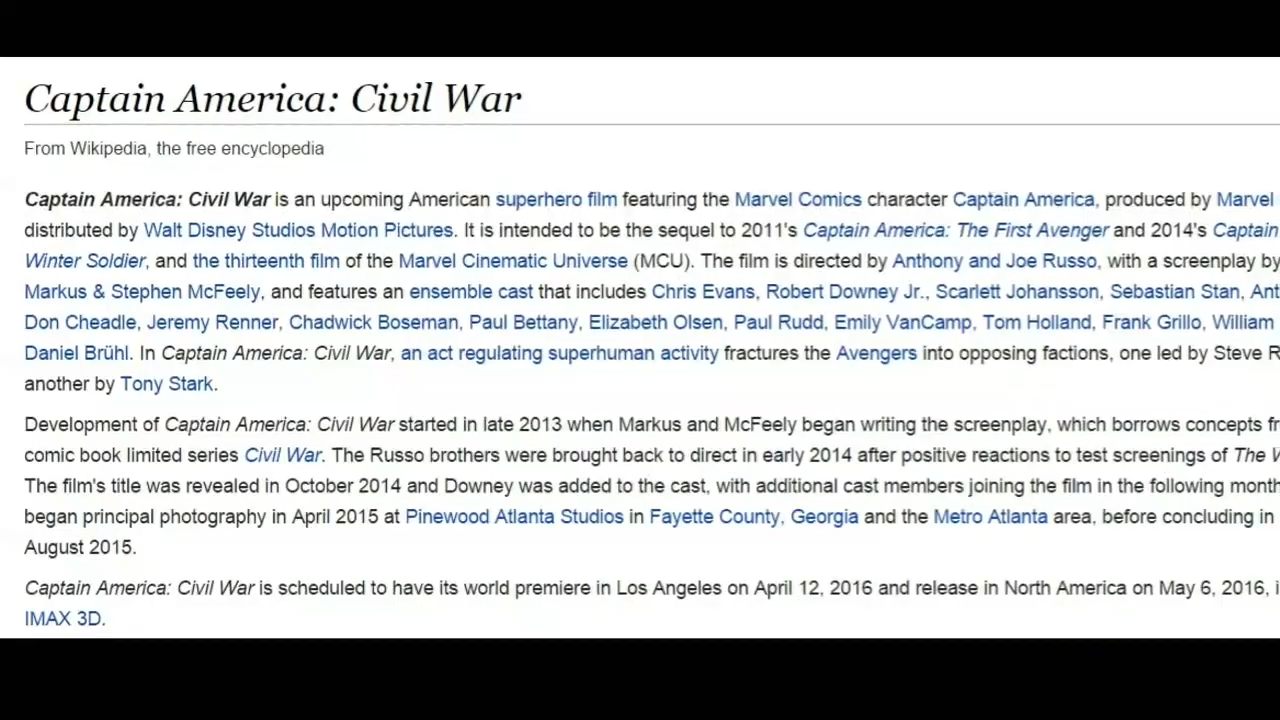 Captain America: Civil War
From Wikipedia, the free encyclopedia
Captain America: Civil War is an upcoming American superhero film featuring the Marvel Comics character Captain America, produced by Marvel
distributed by Walt Disney Studios Motion Pictures. It is intended to be the sequel to 2011's Captain America: The First Avenger and 2014's Captain
Winter Soldier, and the thirteenth film of the Marvel Cinematic Universe (MCU). The film is directed by Anthony and Joe Russo, with a screenplay by
Markus & Stephen McFeely, and features an ensemble cast that includes Chris Evans, Robert Downey Jr., Scarlett Johansson, Sebastian Stan, Ant
Don Cheadle, Jeremy Renner, Chadwick Boseman, Paul Bettany, Elizabeth Olsen, Paul Rudd, Emily VanCamp, Tom Holland, Frank Grillo, William
Daniel Brühl. In Captain America: Civil War, an act regulating superhuman activity fractures the Avengers into opposing factions, one led by Steve R
another by Tony Stark.
Development of Captain America: Civil War started in late 2013 when Markus and McFeely began writing the screenplay, which borrows concepts fr
comic book limited series Civil War. The Russo brothers were brought back to direct in early 2014 after positive reactions to test screenings of The W
The film's title was revealed in October 2014 and Downey was added to the cast, with additional cast members joining the film in the following month
began principal photography in April 2015 at Pinewood Atlanta Studios in Fayette County, Georgia and the Metro Atlanta area, before concluding in
August 2015.
Captain America: Civil War is scheduled to have its world premiere in Los Angeles on April 12, 2016 and release in North America on May 6, 2016, i
IMAX 3D.